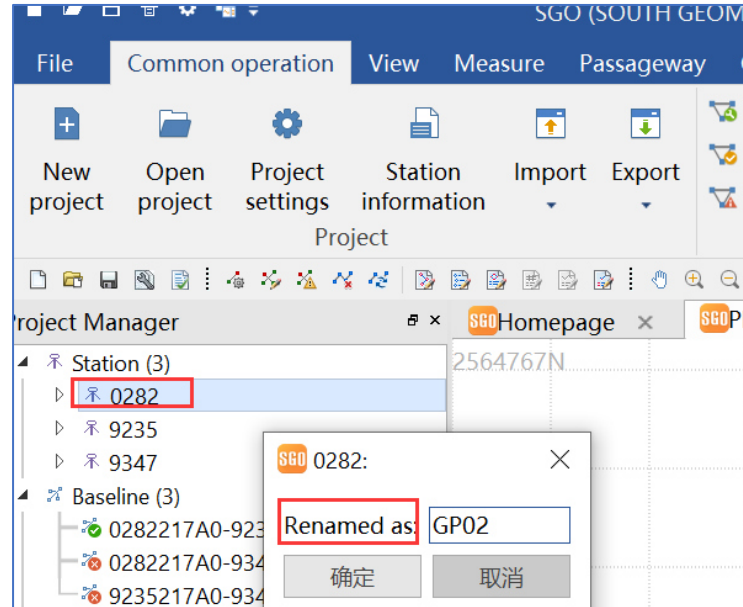 SGO (SOUTH GEOM
File Common operation View Measure Passageway
New project
Open project
Project settings
Station information
Import
Export
Project
Project Manager
SGO Homepage
SGO P
Station (3)
2564767N
0282
9235
9347
Baseline (3)
0282217A0-923
0282217A0-934
9235217A0-934
SGO 0282:
Renamed as: GP02
确定 取消